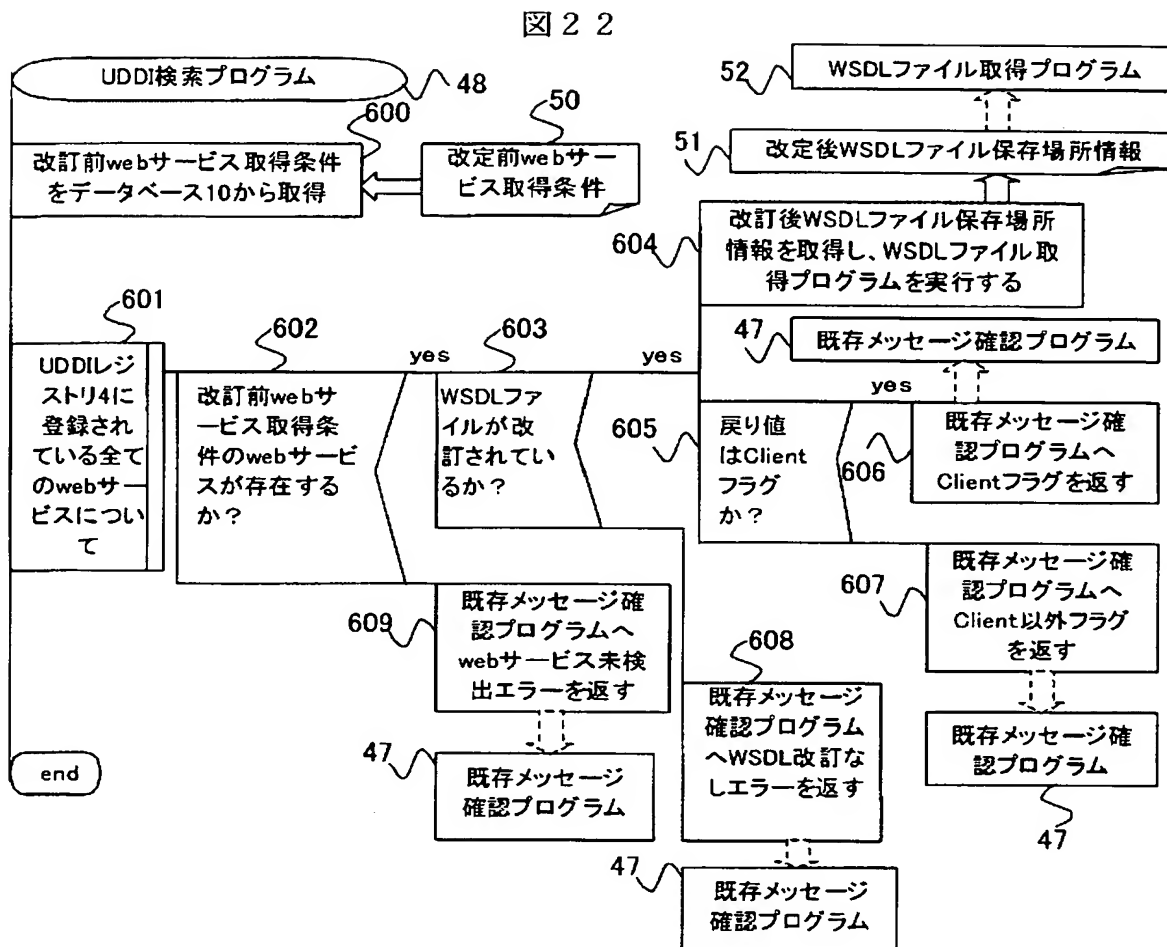 図２２
UDDI検索プログラム
48
600
改訂前webサービス取得条件
をデータベース10から取得
50
改定前webサー
ビス取得条件
52
WSDLファイル取得プログラム
51
改定後WSDLファイル保存場所情報
604
改訂後WSDLファイル保存場所
情報を取得し、WSDLファイル取
得プログラムを実行する
601
UDDIレジ
ストリ4に
登録され
ている全て
のwebサー
ビスについ
て
602
改訂前webサ
ービス取得条
件のwebサービ
スが存在する
か？
yes
603
WSDLファ
イルが改
訂されてい
るか？
yes
47
既存メッセージ確認プログラム
605
戻り値
はClient
フラグ
か？
yes
606
既存メッセージ確
認プログラムへ
Clientフラグを返す
607
既存メッセージ確
認プログラムへ
Client以外フラグ
を返す
609
既存メッセージ確
認プログラムへ
webサービス未検
出エラーを返す
608
既存メッセージ
確認プログラム
へWSDL改訂な
しエラーを返す
end
47
既存メッセージ
確認プログラム
既存メッセージ確
認プログラム
47
47
既存メッセージ
確認プログラム